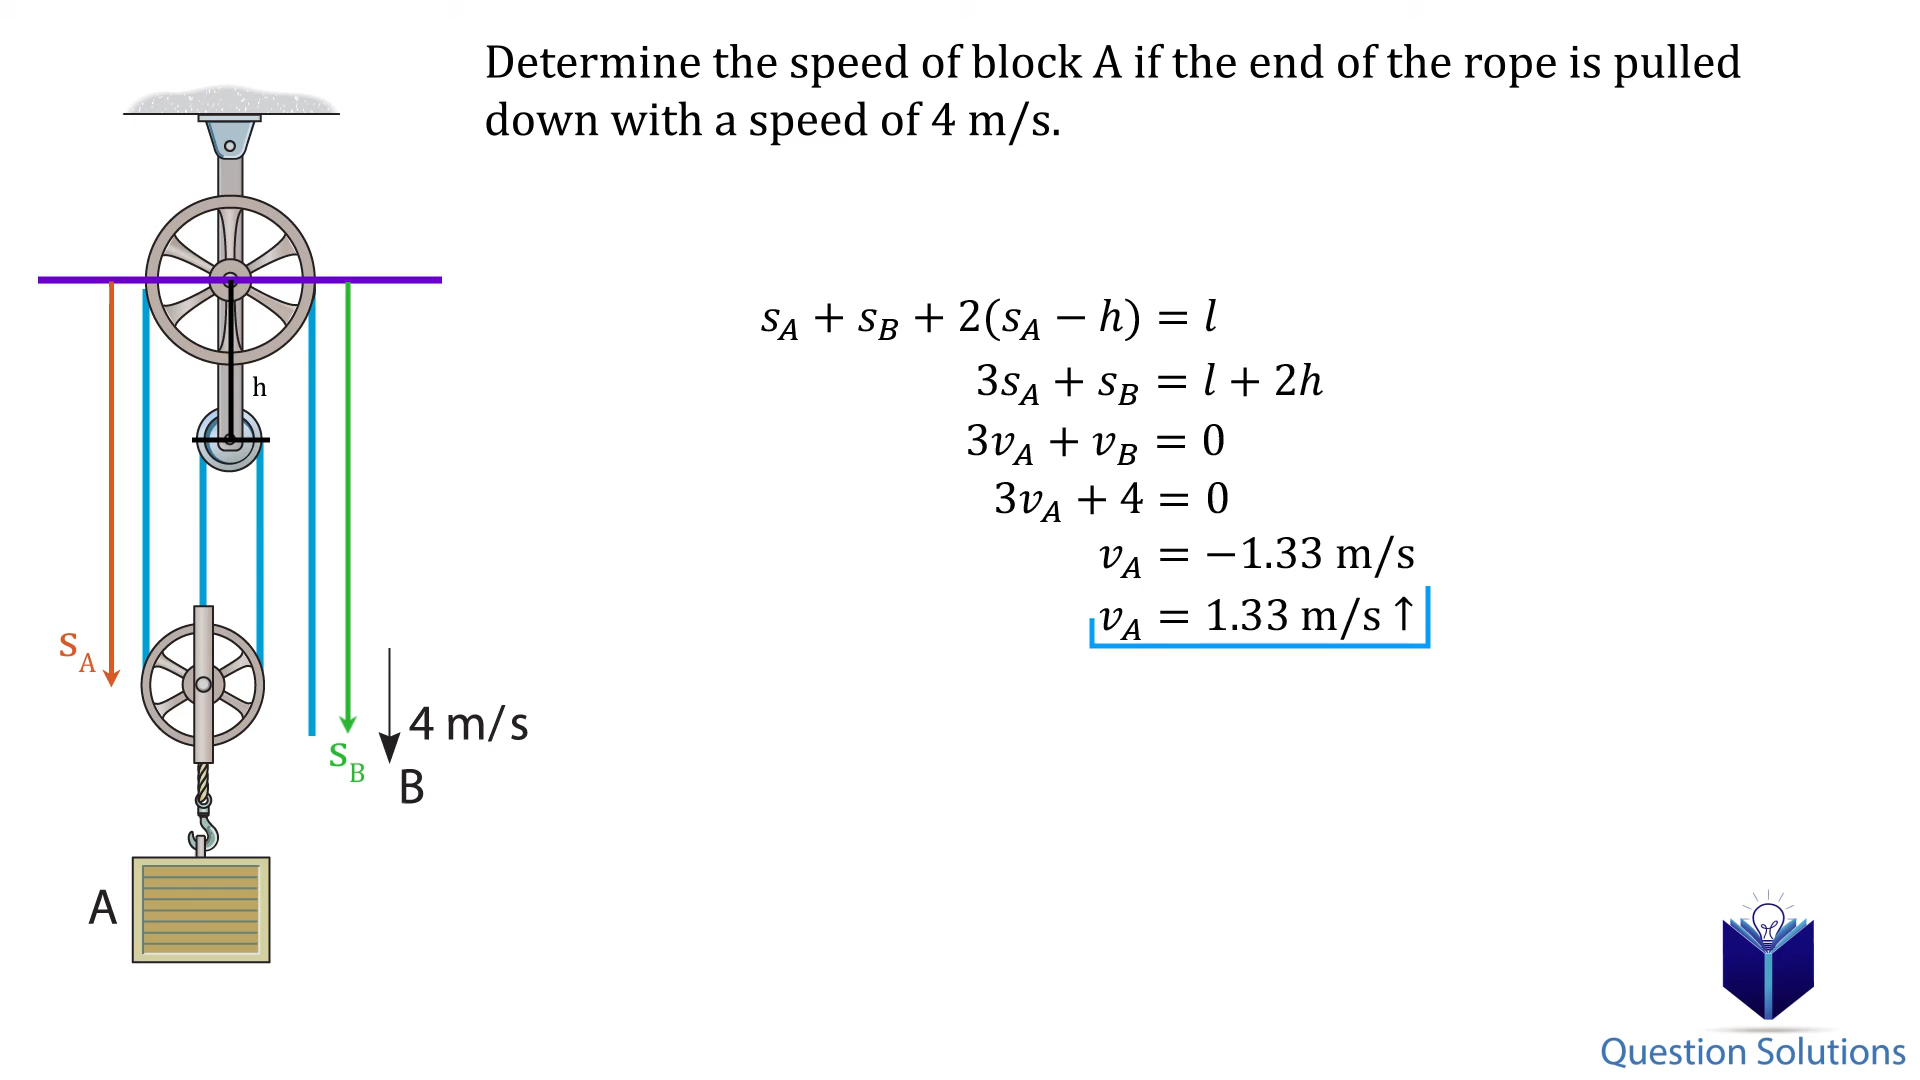 Determine the speed of block A if the end of the rope is pulled
down with a speed of 4 m/s.
s_A + s_B + 2(s_A − h) = l
3s_A + s_B = l + 2h
3v_A + v_B = 0
3v_A + 4 = 0
v_A = −1.33 m/s
v_A = 1.33 m/s ↑
h
s_A
s_B
4 m/s
B
A
Question Solutions